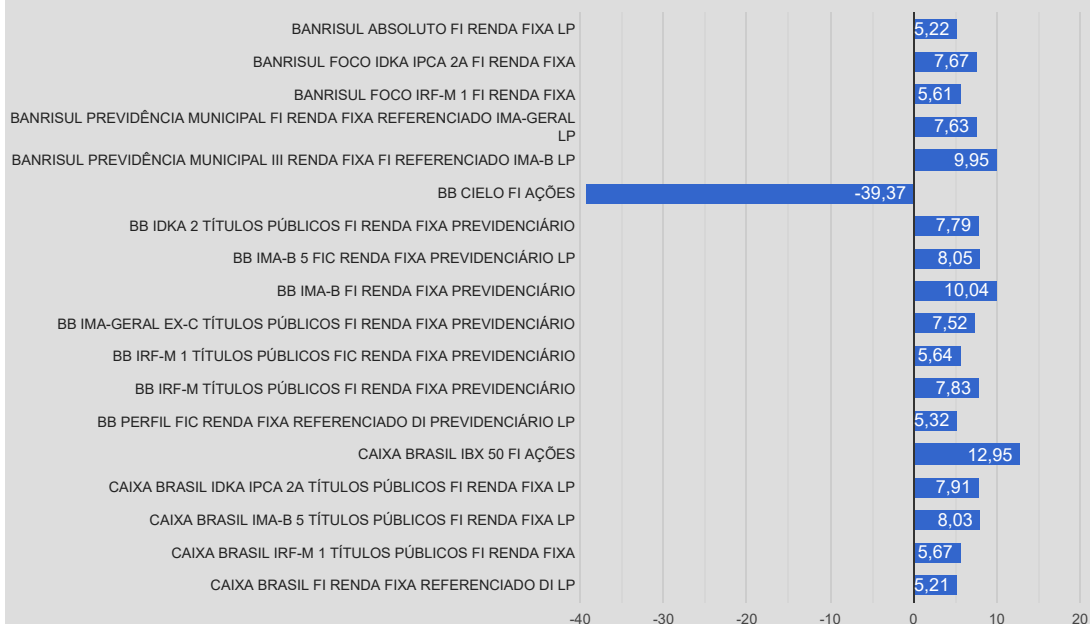 BANRISUL ABSOLUTO FI RENDA FIXA LP 5,22
BANRISUL FOCO IDKA IPCA 2A FI RENDA FIXA 7,67
BANRISUL FOCO IRF-M 1 FI RENDA FIXA 5,61
BANRISUL PREVIDÊNCIA MUNICIPAL FI RENDA FIXA REFERENCIADO IMA-GERAL
LP 7,63
BANRISUL PREVIDÊNCIA MUNICIPAL III RENDA FIXA FI REFERENCIADO IMA-B LP 9,95
BB CIELO FI AÇÕES -39,37
BB IDKA 2 TÍTULOS PÚBLICOS FI RENDA FIXA PREVIDENCIÁRIO 7,79
BB IMA-B 5 FIC RENDA FIXA PREVIDENCIÁRIO LP 8,05
BB IMA-B FI RENDA FIXA PREVIDENCIÁRIO 10,04
BB IMA-GERAL EX-C TÍTULOS PÚBLICOS FI RENDA FIXA PREVIDENCIÁRIO 7,52
BB IRF-M 1 TÍTULOS PÚBLICOS FIC RENDA FIXA PREVIDENCIÁRIO 5,64
BB IRF-M TÍTULOS PÚBLICOS FI RENDA FIXA PREVIDENCIÁRIO 7,83
BB PERFIL FIC RENDA FIXA REFERENCIADO DI PREVIDENCIÁRIO LP 5,32
CAIXA BRASIL IBX 50 FI AÇÕES 12,95
CAIXA BRASIL IDKA IPCA 2A TÍTULOS PÚBLICOS FI RENDA FIXA LP 7,91
CAIXA BRASIL IMA-B 5 TÍTULOS PÚBLICOS FI RENDA FIXA LP 8,03
CAIXA BRASIL IRF-M 1 TÍTULOS PÚBLICOS FI RENDA FIXA 5,67
CAIXA BRASIL FI RENDA FIXA REFERENCIADO DI LP 5,21
-40 -30 -20 -10 0 10 20